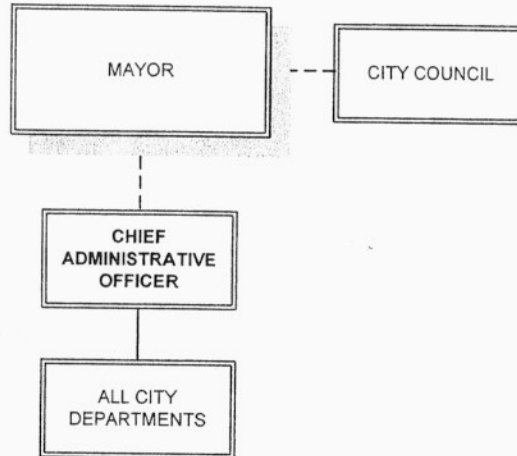 MAYOR
CITY COUNCIL
CHIEF
ADMINISTRATIVE
OFFICER
ALL CITY
DEPARTMENTS